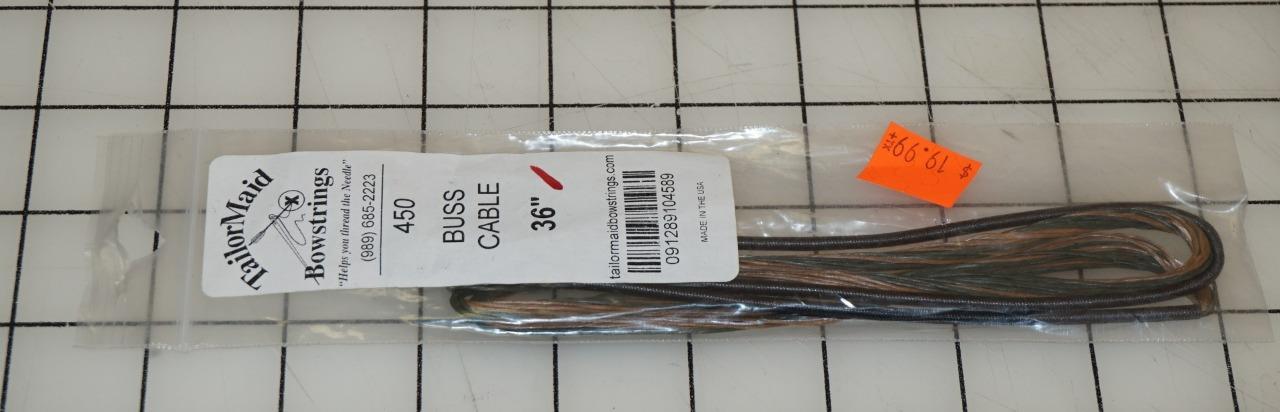 TailorMaid
Bowstrings
"Helps you thread the Needle"
(989) 685-2223
450
BUSS
CABLE
36"
tailormaidbowstrings.com
091289104589
MADE IN THE USA
$ 19.99
+TX